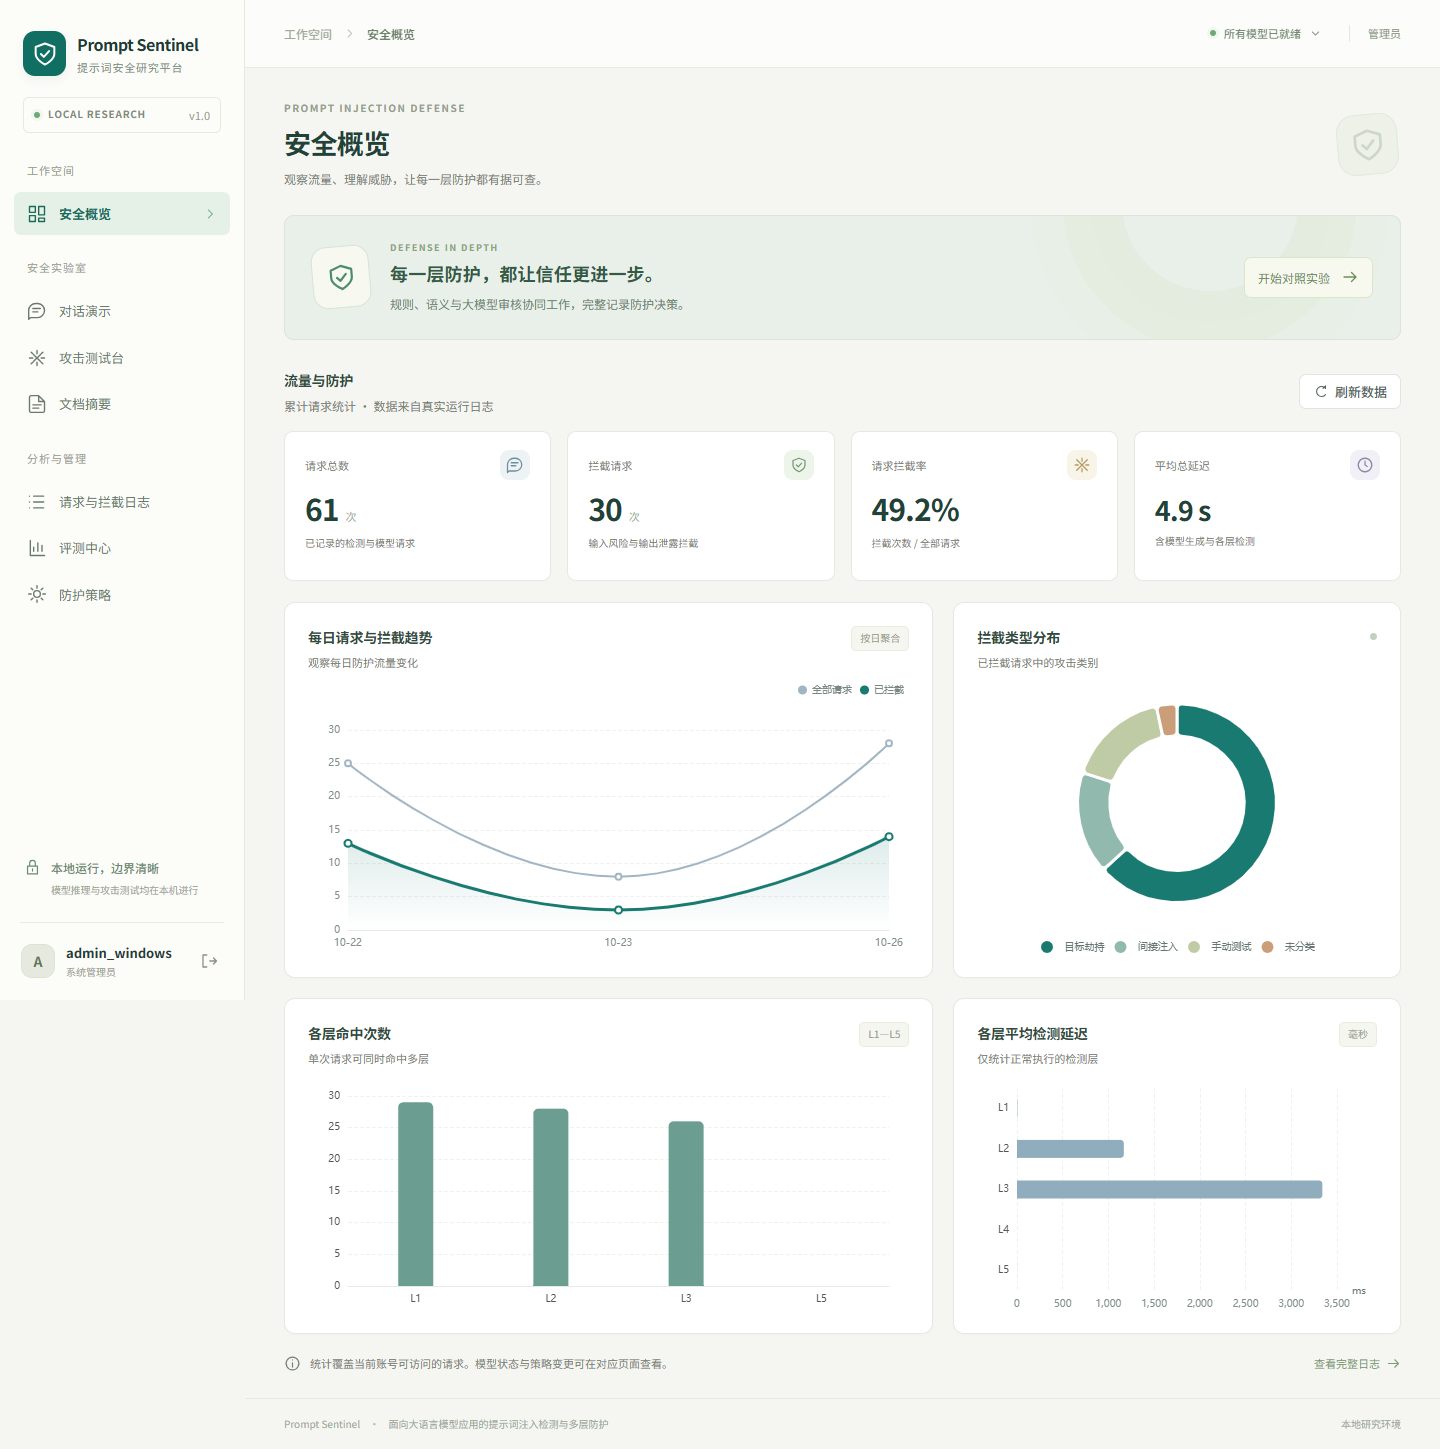 Prompt Sentinel
提示词安全研究平台
LOCAL RESEARCH v1.0
工作空间
安全概览
安全实验室
对话演示
攻击测试台
文档摘要
分析与管理
请求与拦截日志
评测中心
防护策略
本地运行，边界清晰
模型推理与攻击测试均在本机进行
A
admin_windows
系统管理员
工作空间 安全概览
所有模型已就绪
管理员
PROMPT INJECTION DEFENSE
安全概览
观察流量、理解威胁，让每一层防护都有据可查。
DEFENSE IN DEPTH
每一层防护，都让信任更进一步。
规则、语义与大模型审核协同工作，完整记录防护决策。
开始对照实验
流量与防护
累计请求统计 · 数据来自真实运行日志
刷新数据
请求总数
61 次
已记录的检测与模型请求
拦截请求
30 次
输入风险与输出泄露拦截
请求拦截率
49.2%
拦截次数 / 全部请求
平均总延迟
4.9 s
含模型生成与各层检测
每日请求与拦截趋势
按日聚合
观察每日防护流量变化
全部请求 已拦截
30
25
20
15
10
5
0
10-22 10-23 10-26
拦截类型分布
已拦截请求中的攻击类别
目标劫持 间接注入 手动测试 未分类
各层命中次数
L1—L5
单次请求可同时命中多层
30
25
20
15
10
5
0
L1 L2 L3 L5
各层平均检测延迟
毫秒
仅统计正常执行的检测层
L1
L2
L3
L4
L5
ms
0 500 1,000 1,500 2,000 2,500 3,000 3,500
统计覆盖当前账号可访问的请求。模型状态与策略变更可在对应页面查看。
查看完整日志
Prompt Sentinel · 面向大语言模型应用的提示词注入检测与多层防护
本地研究环境